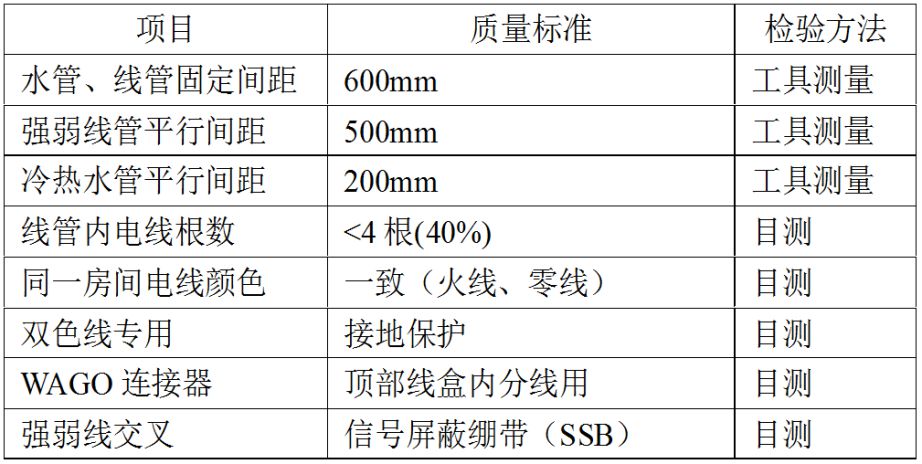 项目 质量标准 检验方法
水管、线管固定间距 600mm 工具测量
强弱线管平行间距 500mm 工具测量
冷热水管平行间距 200mm 工具测量
线管内电线根数 <4根(40%) 目测
同一房间电线颜色 一致（火线、零线） 目测
双色线专用 接地保护 目测
WAGO 连接器 顶部线盒内分线用 目测
强弱线交叉 信号屏蔽绷带（SSB） 目测